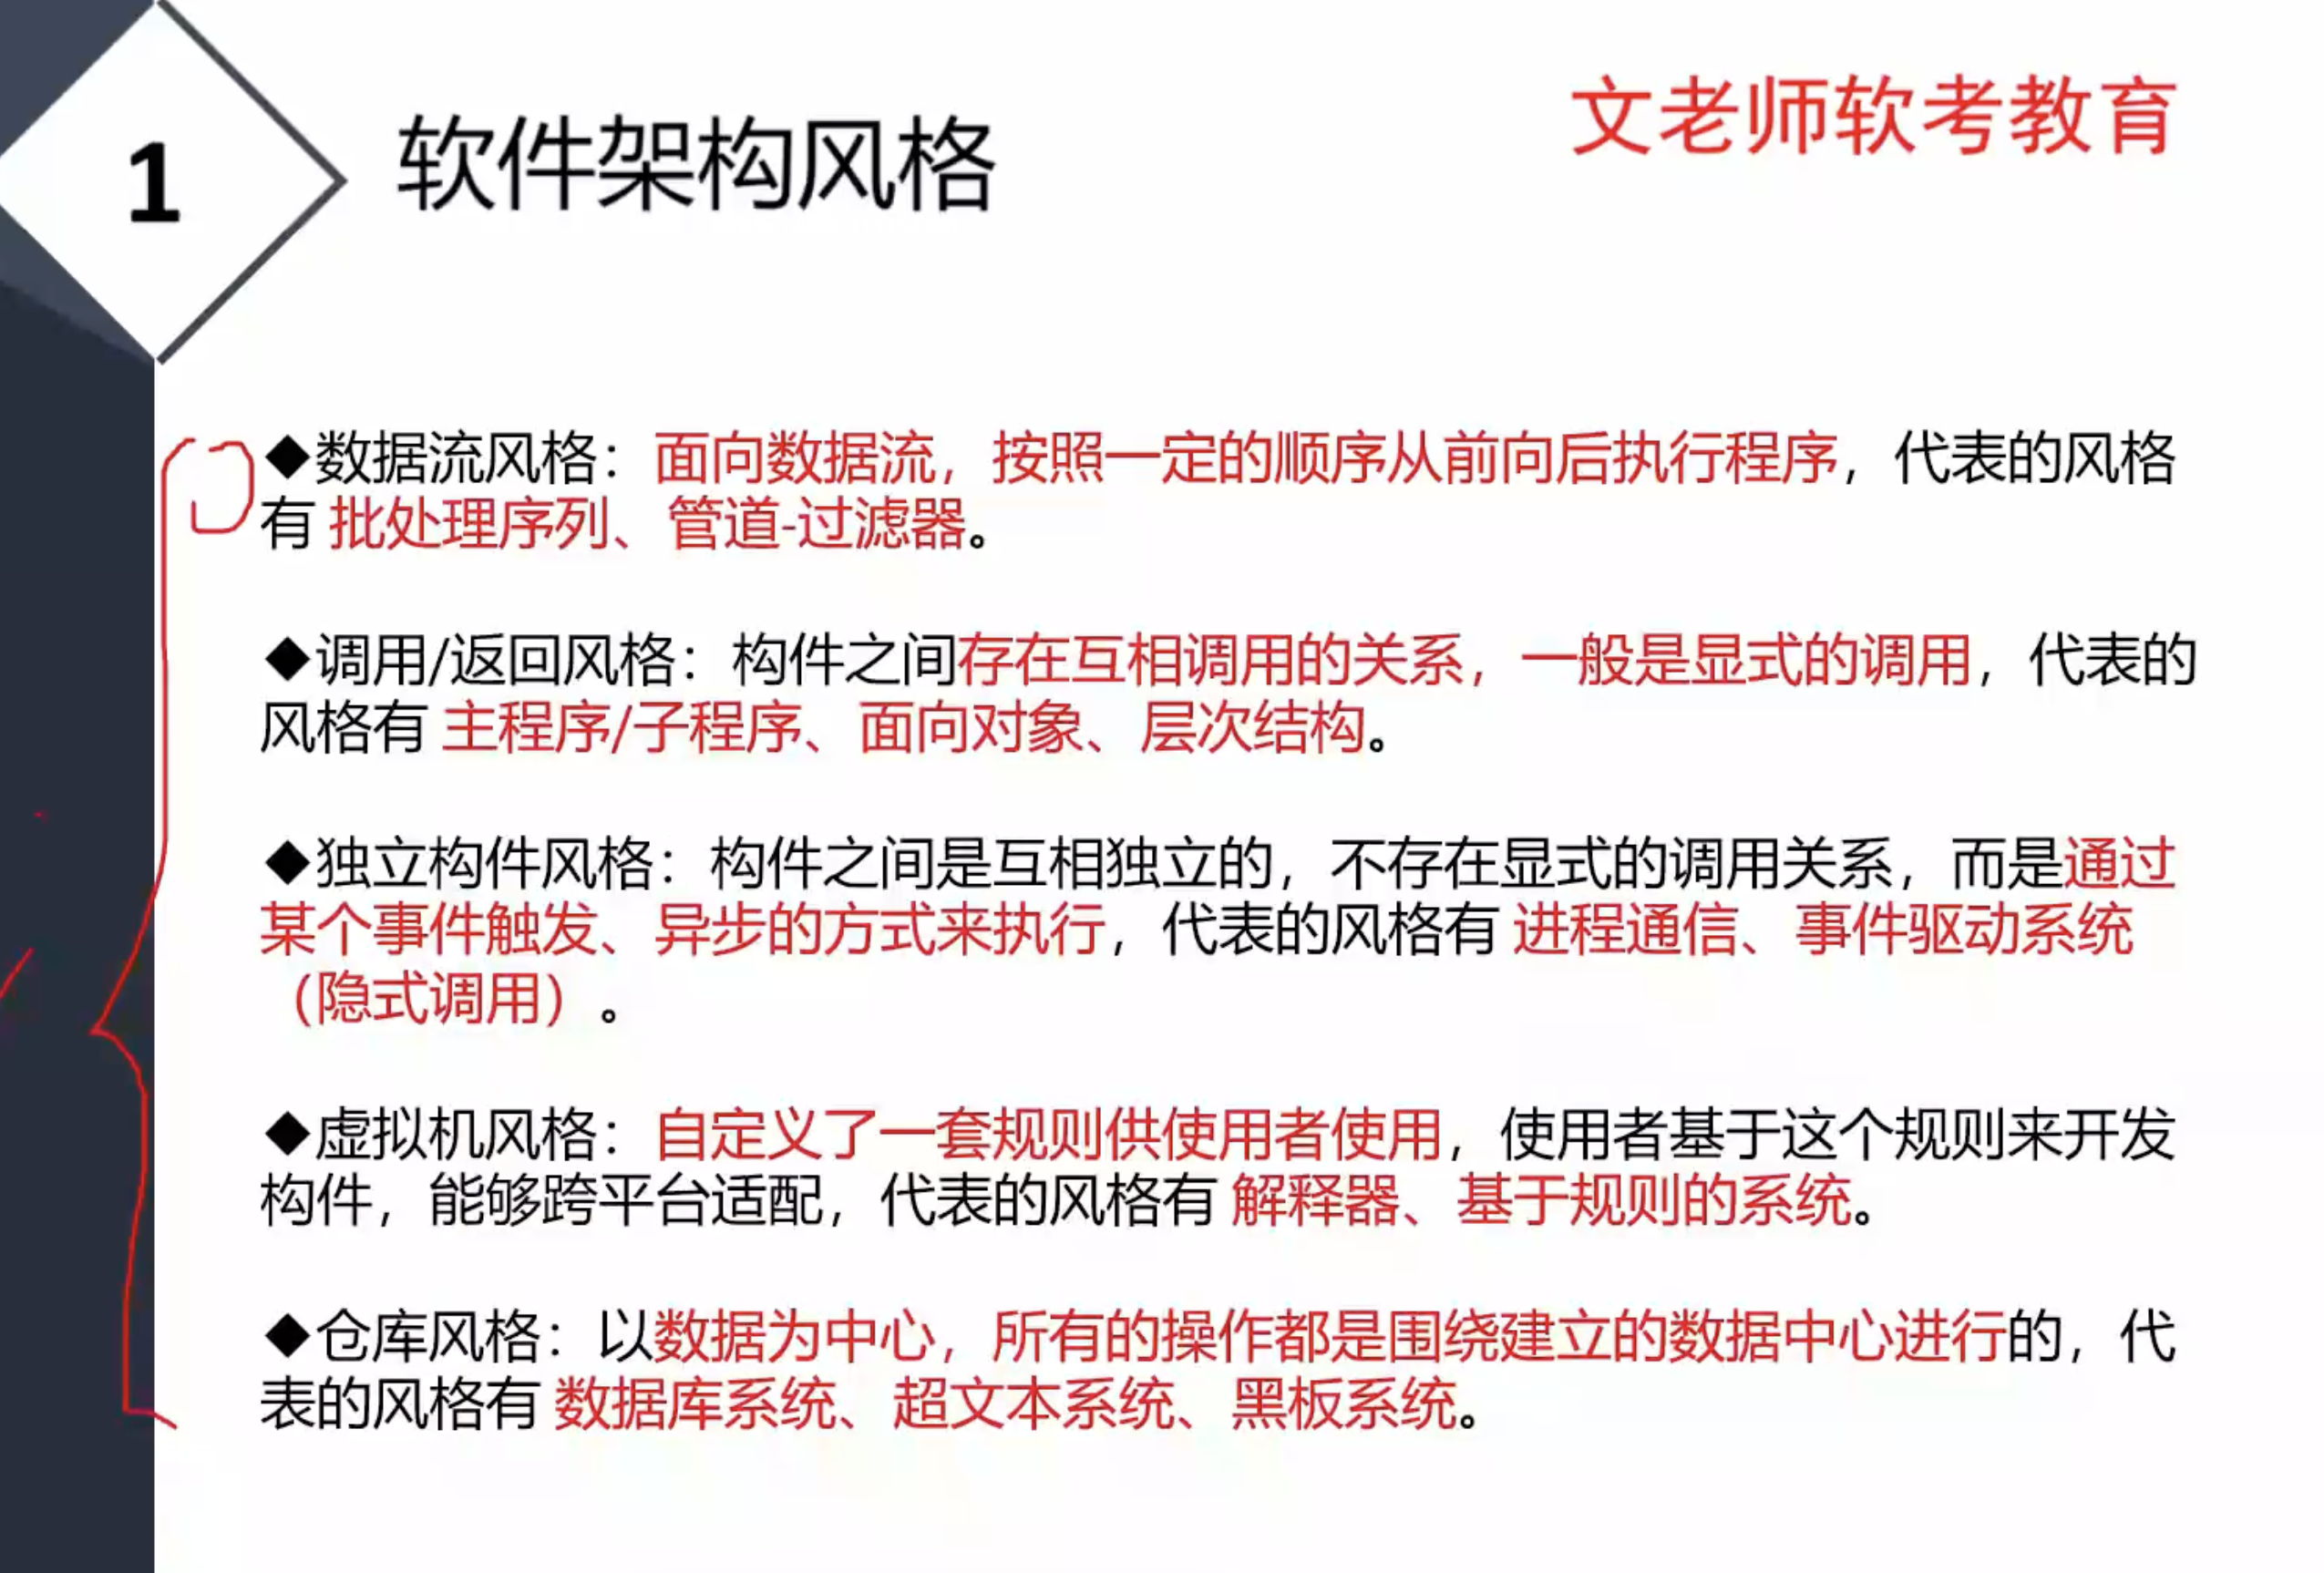 文老师软考教育
1
软件架构风格
◆数据流风格：面向数据流，按照一定的顺序从前向后执行程序，代表的风格
有 批处理序列、管道-过滤器。
◆调用/返回风格：构件之间存在互相调用的关系，一般是显式的调用，代表的
风格有 主程序/子程序、面向对象、层次结构。
◆独立构件风格：构件之间是互相独立的，不存在显式的调用关系，而是通过
某个事件触发、异步的方式来执行，代表的风格有 进程通信、事件驱动系统
（隐式调用）。
◆虚拟机风格：自定义了一套规则供使用者使用，使用者基于这个规则来开发
构件，能够跨平台适配，代表的风格有 解释器、基于规则的系统。
◆仓库风格：以数据为中心，所有的操作都是围绕建立的数据中心进行的，代
表的风格有 数据库系统、超文本系统、黑板系统。